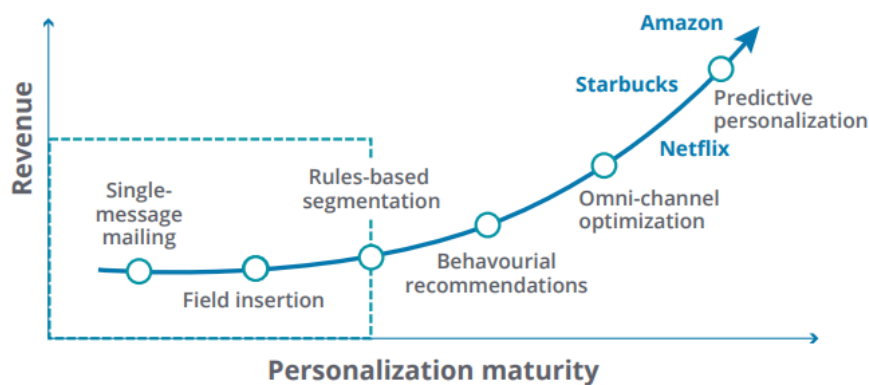 Amazon
Starbucks
Predictive
personalization
Netflix
Revenue
Rules-based
segmentation
Single-
message
mailing
Omni-channel
optimization
Behavourial
recommendations
Field insertion
Personalization maturity